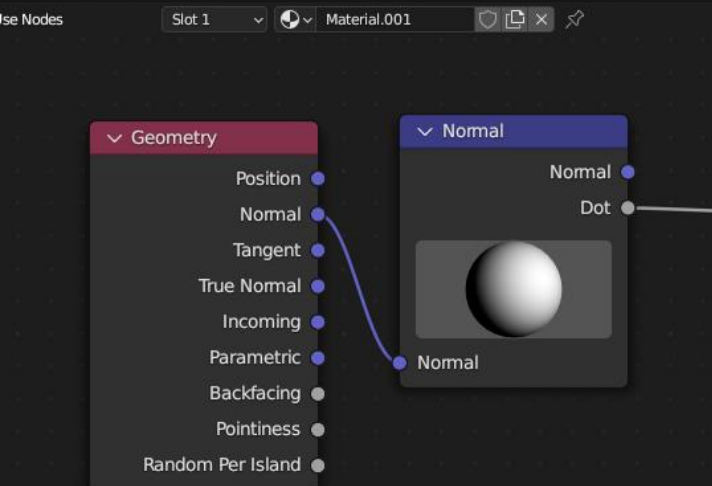 Use Nodes
Slot 1
Material.001
Geometry
Position
Normal
Tangent
True Normal
Incoming
Parametric
Backfacing
Pointiness
Random Per Island
Normal
Normal
Dot
Normal